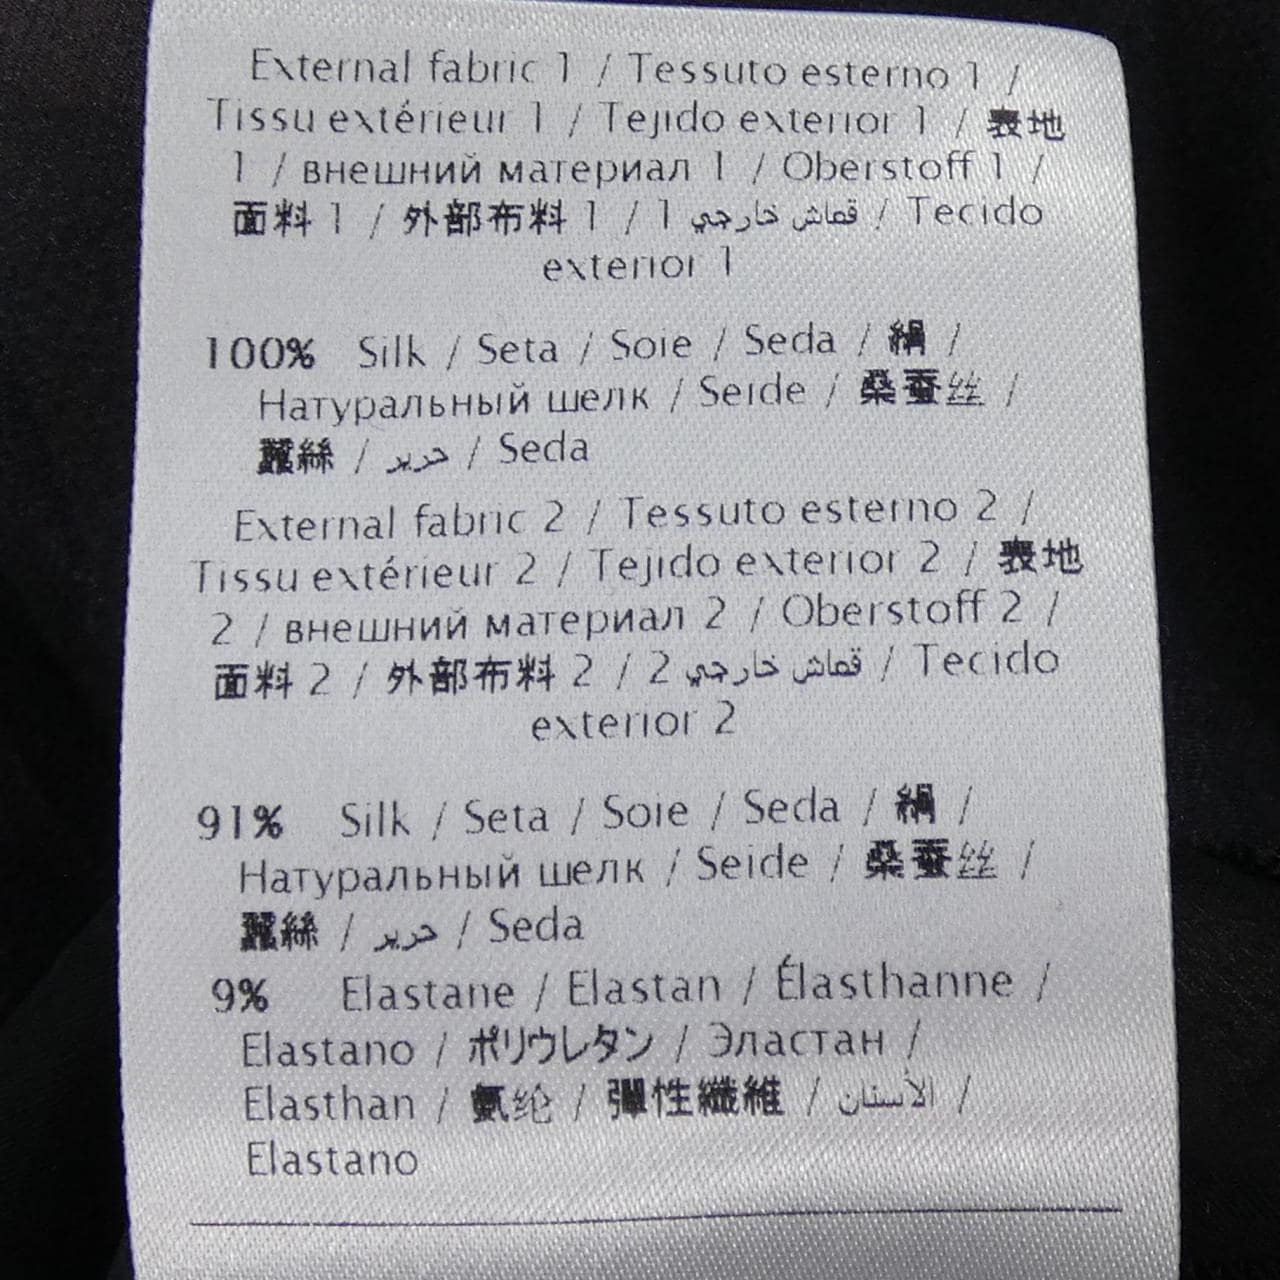 External fabric 1 / Tessuto esterno 1 /
Tissu extérieur 1 / Tejido exterior 1 / 表地
1 / внешний материал 1 / Oberstoff 1 /
面料 1 / 外部布料 1 / 1 قماش خارجي / Tecido
exterior 1
100% Silk / Seta / Soie / Seda / 絹 /
Натуральный шелк / Seide / 桑蚕丝 /
蠶絲 / حرير / Seda
External fabric 2 / Tessuto esterno 2 /
Tissu extérieur 2 / Tejido exterior 2 / 表地
2 / внешний материал 2 / Oberstoff 2 /
面料 2 / 外部布料 2 / 2 قماش خارجي / Tecido
exterior 2
91% Silk / Seta / Soie / Seda / 絹 /
Натуральный шелк / Seide / 桑蚕丝 /
蠶絲 / حرير / Seda
9% Elastane / Elastan / Élasthanne /
Elastano / ポリウレタン / Эластан /
Elasthan / 氨纶 / 彈性纖維 / الأستان /
Elastano